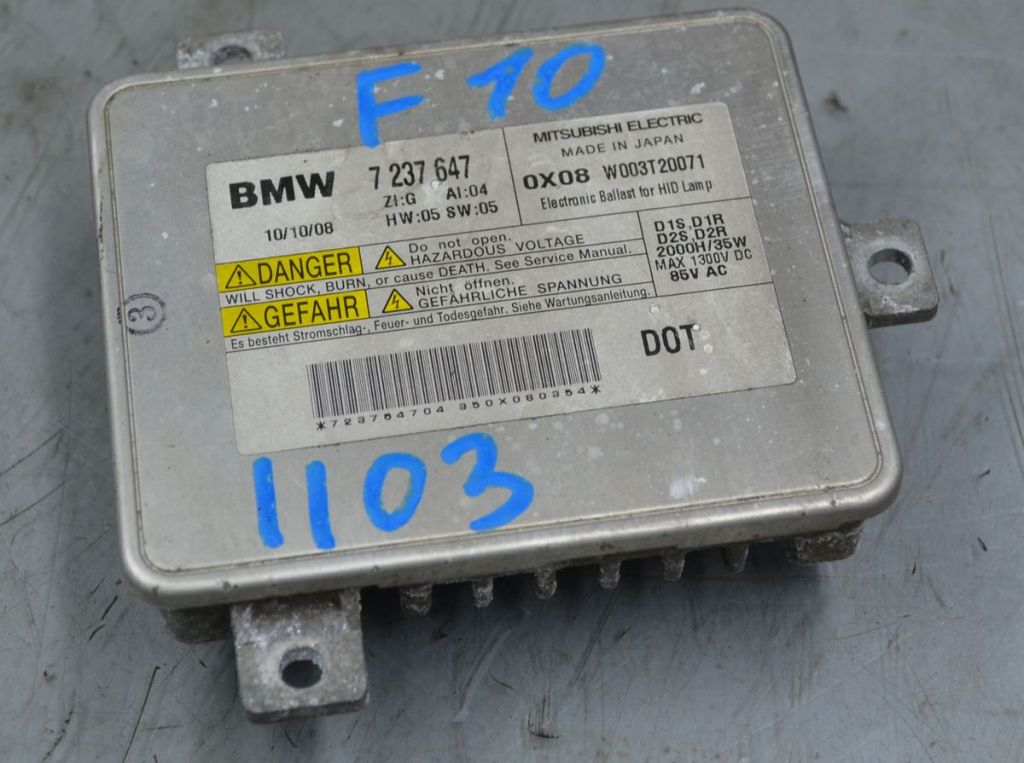 F 10
BMW 7 237 647
ZI:G AI:04
10/10/08 HW:05 SW:05
MITSUBISHI ELECTRIC
MADE IN JAPAN
0X08 W003T20071
Electronic Ballast for HID Lamp
DANGER
Do not open.
HAZARDOUS VOLTAGE
WILL SHOCK, BURN, or cause DEATH. See Service Manual.
GEFAHR
Nicht öffnen.
GEFÄHRLICHE SPANNUNG
Es besteht Stromschlag-, Feuer- und Todesgefahr. Siehe Wartungsanleitung.
D1S,D1R
D2S,D2R
2000H/35W
MAX 1300V DC
85V AC
3
DOT
*723764704 350X080354*
1103